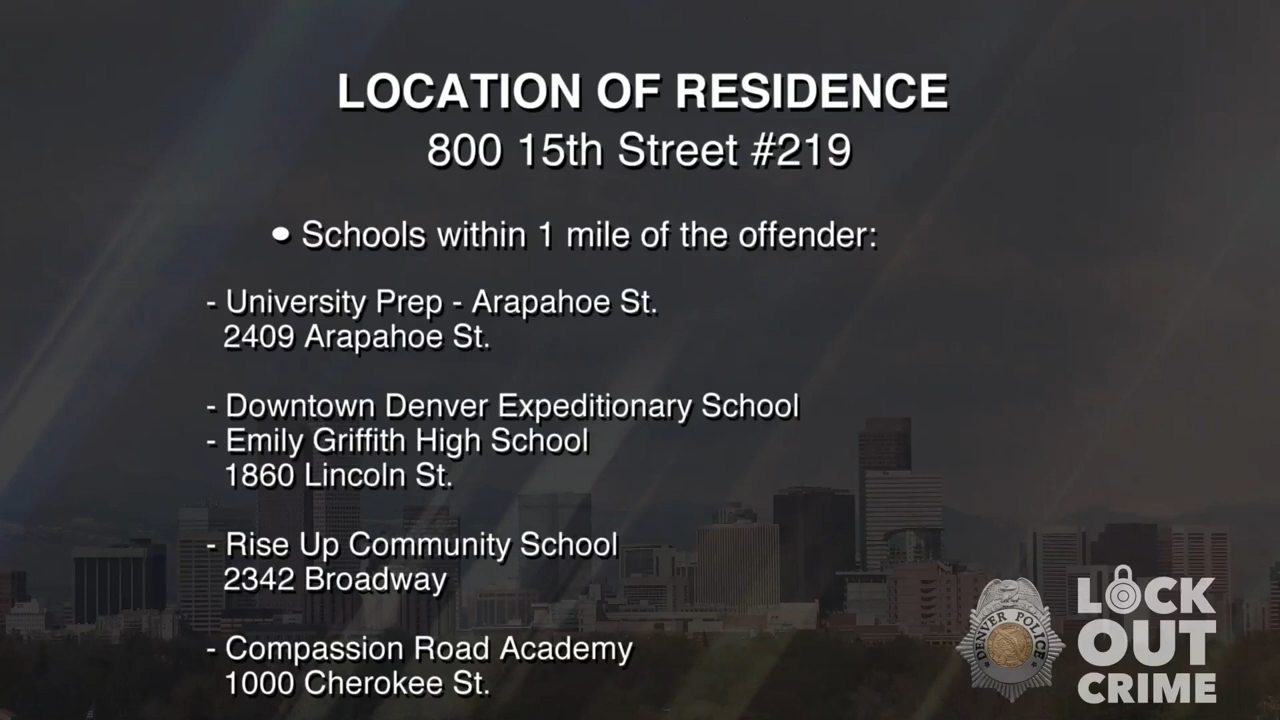 LOCATION OF RESIDENCE
800 15th Street #219
• Schools within 1 mile of the offender:
- University Prep - Arapahoe St.
2409 Arapahoe St.
- Downtown Denver Expeditionary School
- Emily Griffith High School
1860 Lincoln St.
- Rise Up Community School
2342 Broadway
- Compassion Road Academy
1000 Cherokee St.
DENVER POLICE
LOCK
OUT
CRIME